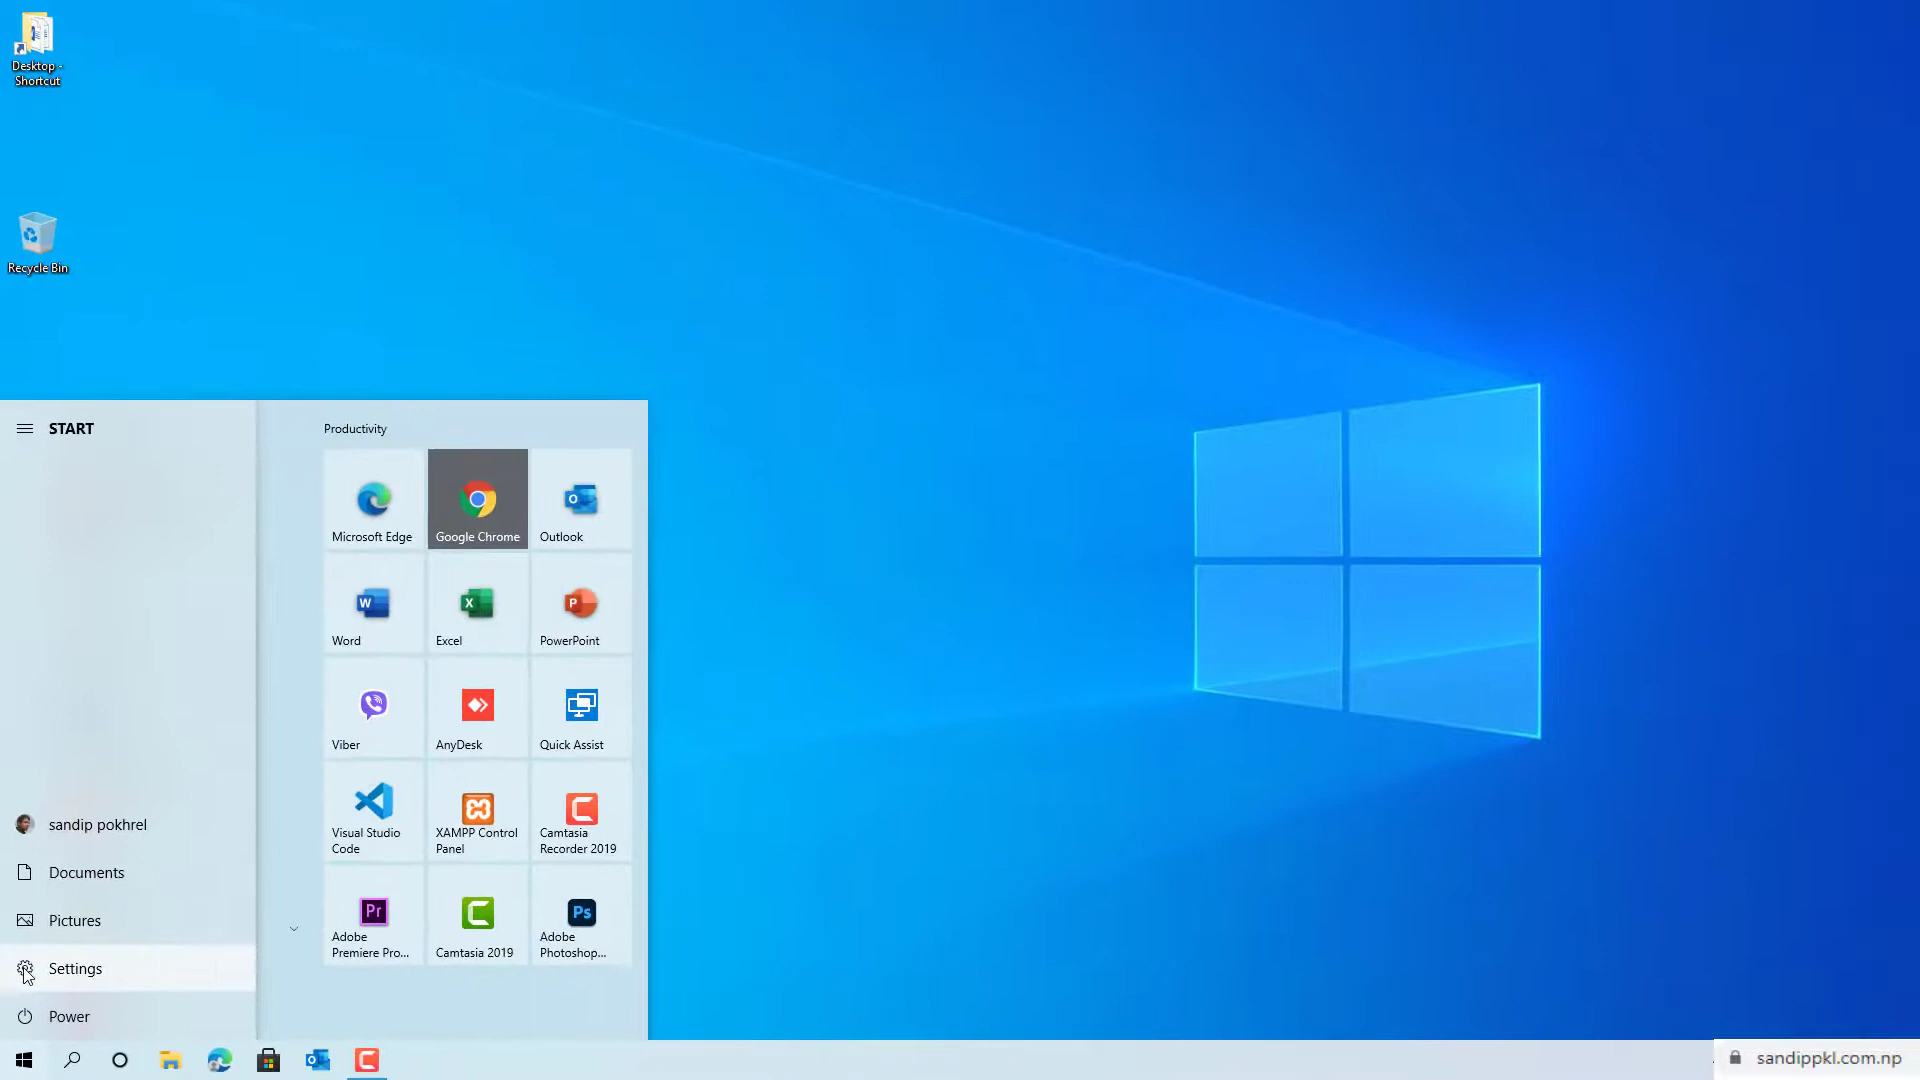 Desktop -
Shortcut
Recycle Bin
START
Productivity
Microsoft Edge
Google Chrome
Outlook
Word
Excel
PowerPoint
Viber
AnyDesk
Quick Assist
Visual Studio
Code
XAMPP Control
Panel
Camtasia
Recorder 2019
Adobe
Premiere Pro...
Camtasia 2019
Adobe
Photoshop...
sandip pokhrel
Documents
Pictures
Settings
Power
sandippkl.com.np